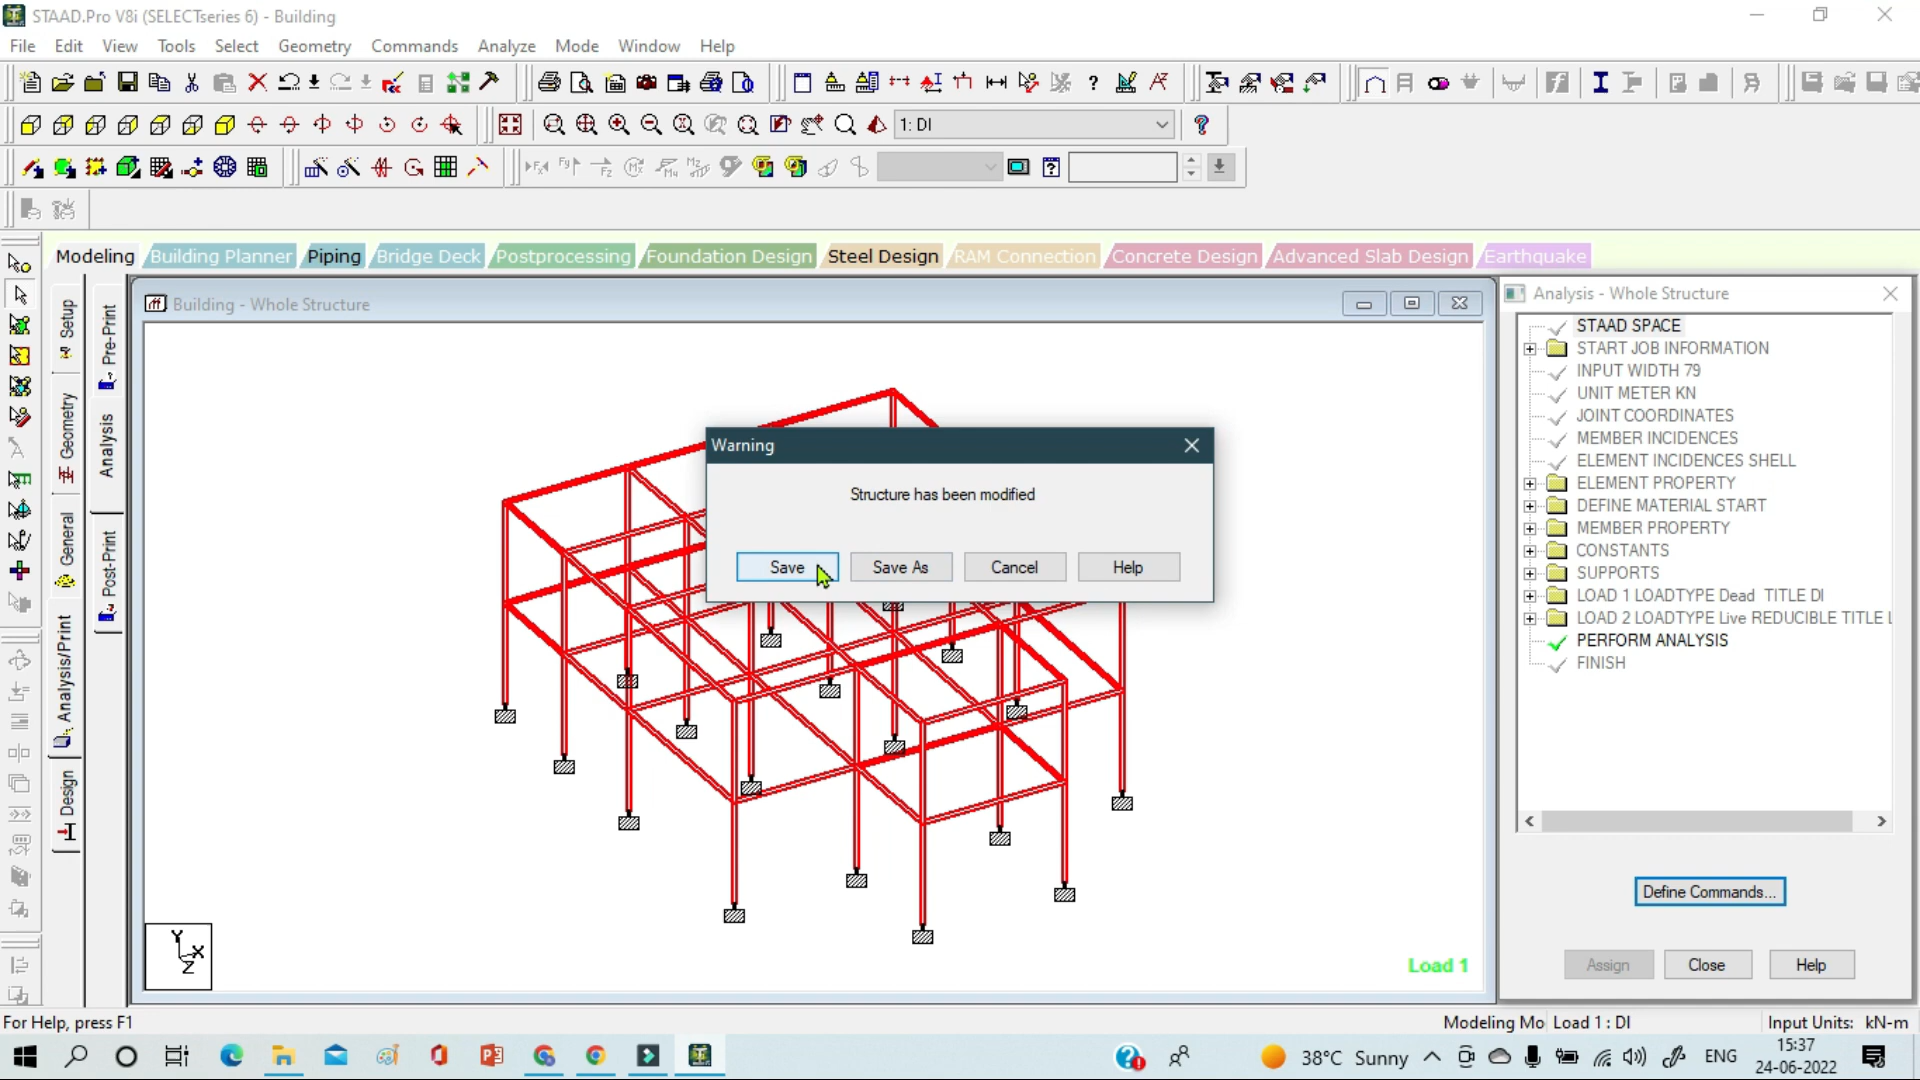 STAAD.Pro V8i (SELECTseries 6) - Building
File Edit View Tools Select Geometry Commands Analyze Mode Window Help
1: DI
Modeling Building Planner Piping Bridge Deck Postprocessing Foundation Design Steel Design RAM Connection Concrete Design Advanced Slab Design Earthquake
Setup
Geometry
General
Analysis/Print
Design
Pre-Print
Analysis
Post-Print
Building - Whole Structure
Warning
Structure has been modified
Save Save As Cancel Help
Y
X
Z
Load 1
Analysis - Whole Structure
STAAD SPACE
START JOB INFORMATION
INPUT WIDTH 79
UNIT METER KN
JOINT COORDINATES
MEMBER INCIDENCES
ELEMENT INCIDENCES SHELL
ELEMENT PROPERTY
DEFINE MATERIAL START
MEMBER PROPERTY
CONSTANTS
SUPPORTS
LOAD 1 LOADTYPE Dead TITLE DI
LOAD 2 LOADTYPE Live REDUCIBLE TITLE L
PERFORM ANALYSIS
FINISH
Define Commands...
Assign Close Help
For Help, press F1
Modeling Mo Load 1 : DI Input Units: kN-m
38°C Sunny ENG
15:37
24-06-2022